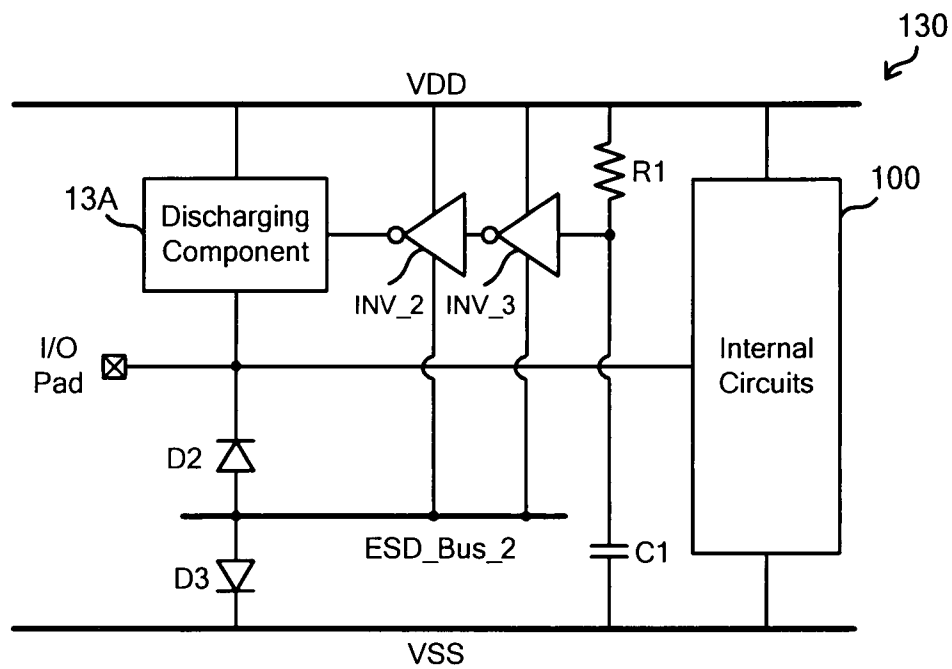 130
VDD
13A
Discharging
Component
R1
100
INV_2
INV_3
I/O
Pad
Internal
Circuits
D2
ESD_Bus_2
C1
D3
VSS